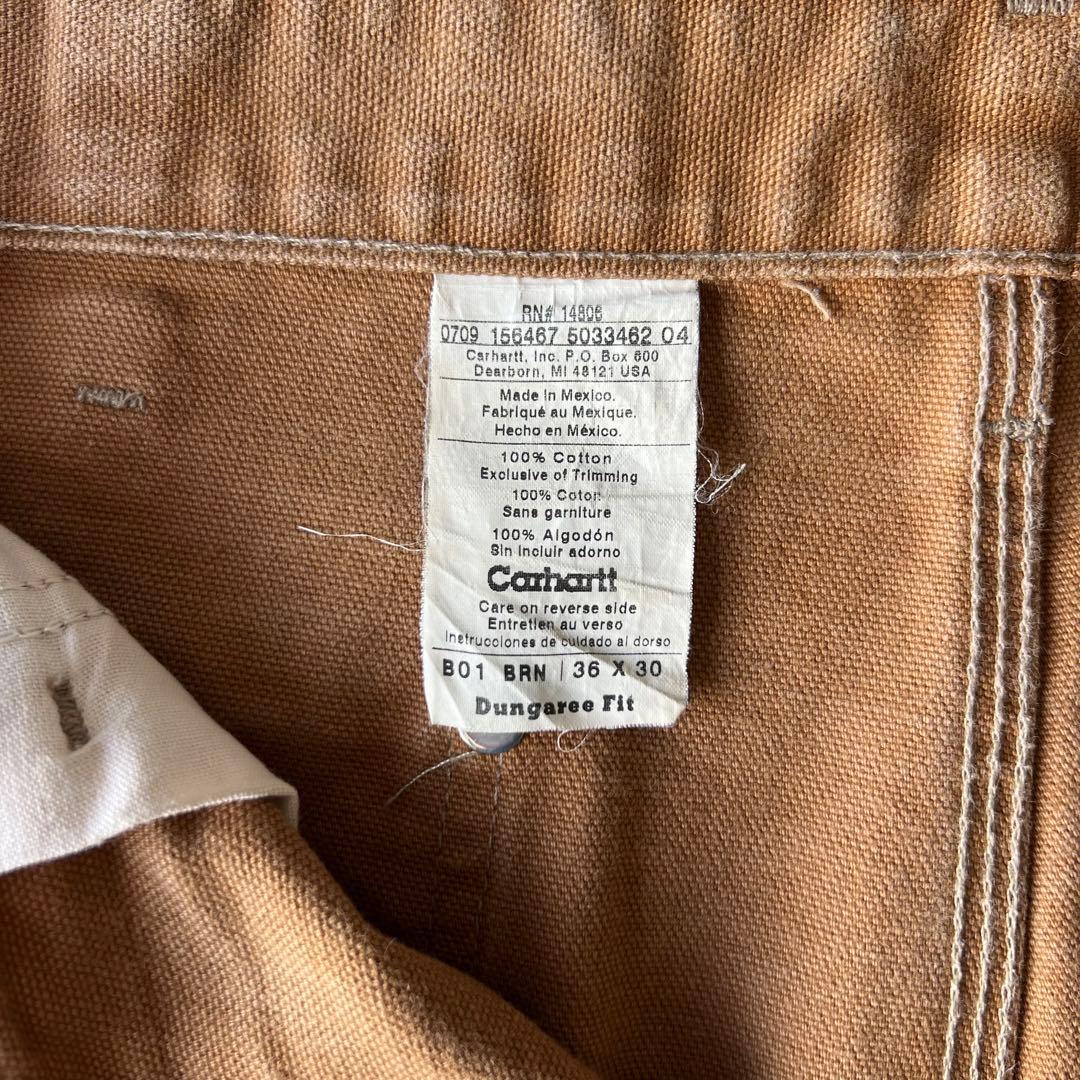 RN# 14806
0709 156467 5033462 04
Carhartt, Inc. P.O. Box 600
Dearborn, MI 48121 USA
Made in Mexico.
Fabriqué au Mexique.
Hecho en México.
100% Cotton
Exclusive of Trimming
100% Coton
Sans garniture
100% Algodón
Sin incluir adorno
Carhartt
Care on reverse side
Entretien au verso
Instrucciones de cuidado al dorso
B01 BRN | 36 X 30
Dungaree Fit